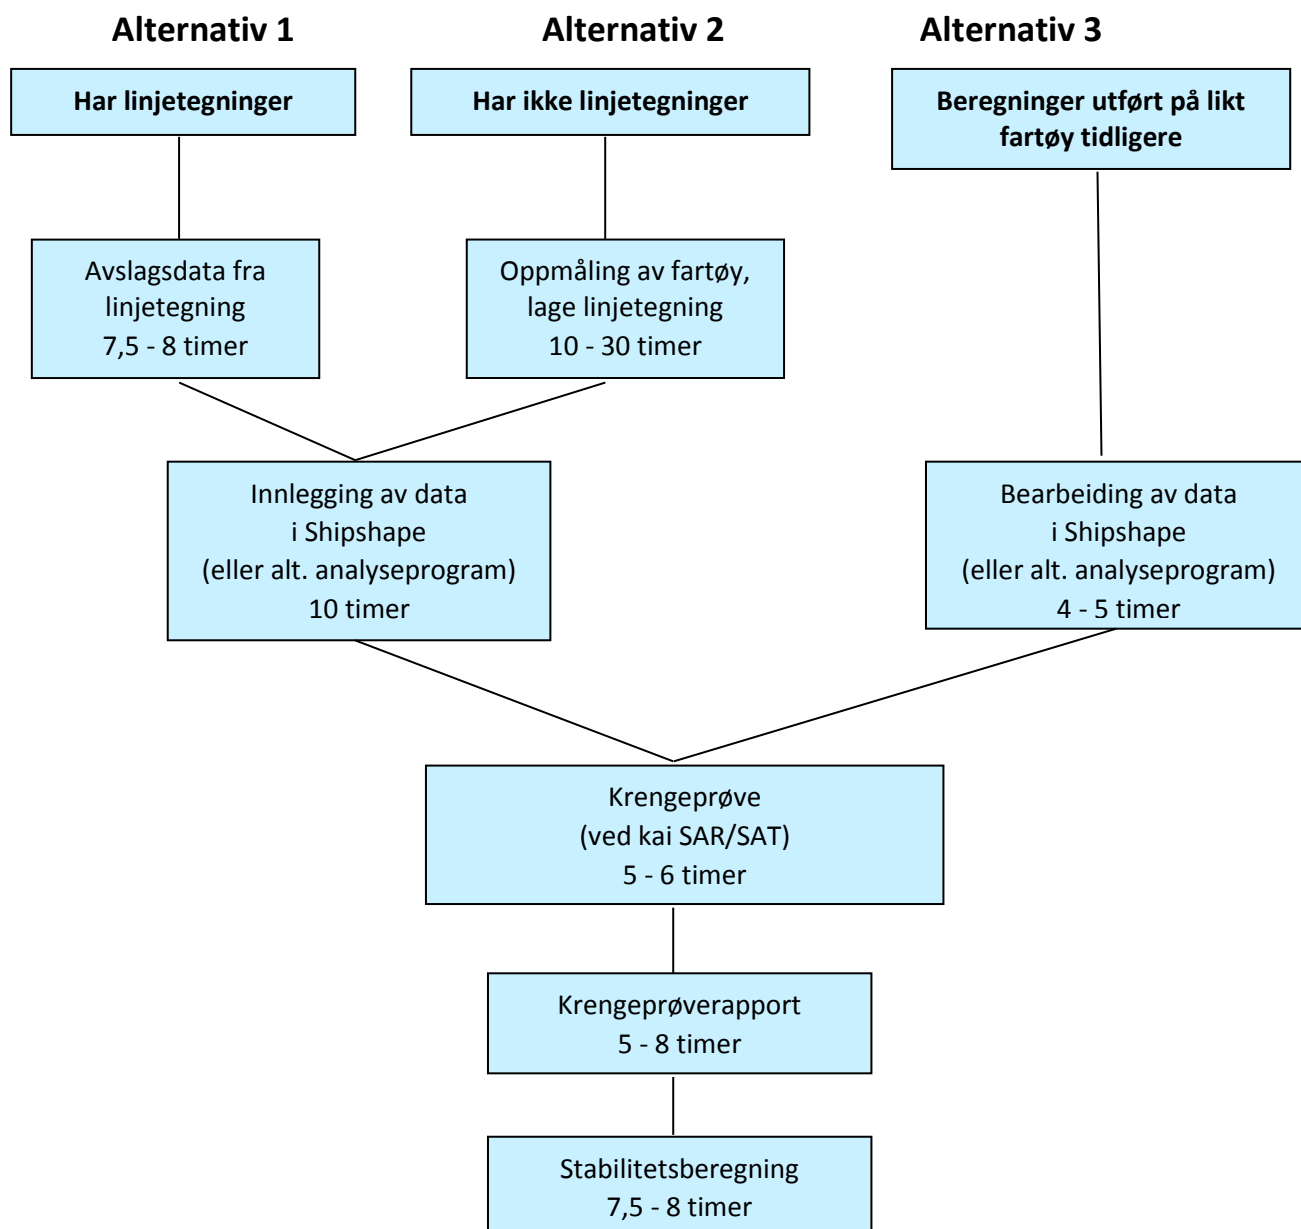 Alternativ 1
Alternativ 2
Alternativ 3
Har linjetegninger
Har ikke linjetegninger
Beregninger utført på likt
fartøy tidligere
Avslagsdata fra
linjetegning
7,5 - 8 timer
Oppmåling av fartøy,
lage linjetegning
10 - 30 timer
Innlegging av data
i Shipshape
(eller alt. analyseprogram)
10 timer
Bearbeiding av data
i Shipshape
(eller alt. analyseprogram)
4 - 5 timer
Krengeprøve
(ved kai SAR/SAT)
5 - 6 timer
Krengeprøverapport
5 - 8 timer
Stabilitetsberegning
7,5 - 8 timer